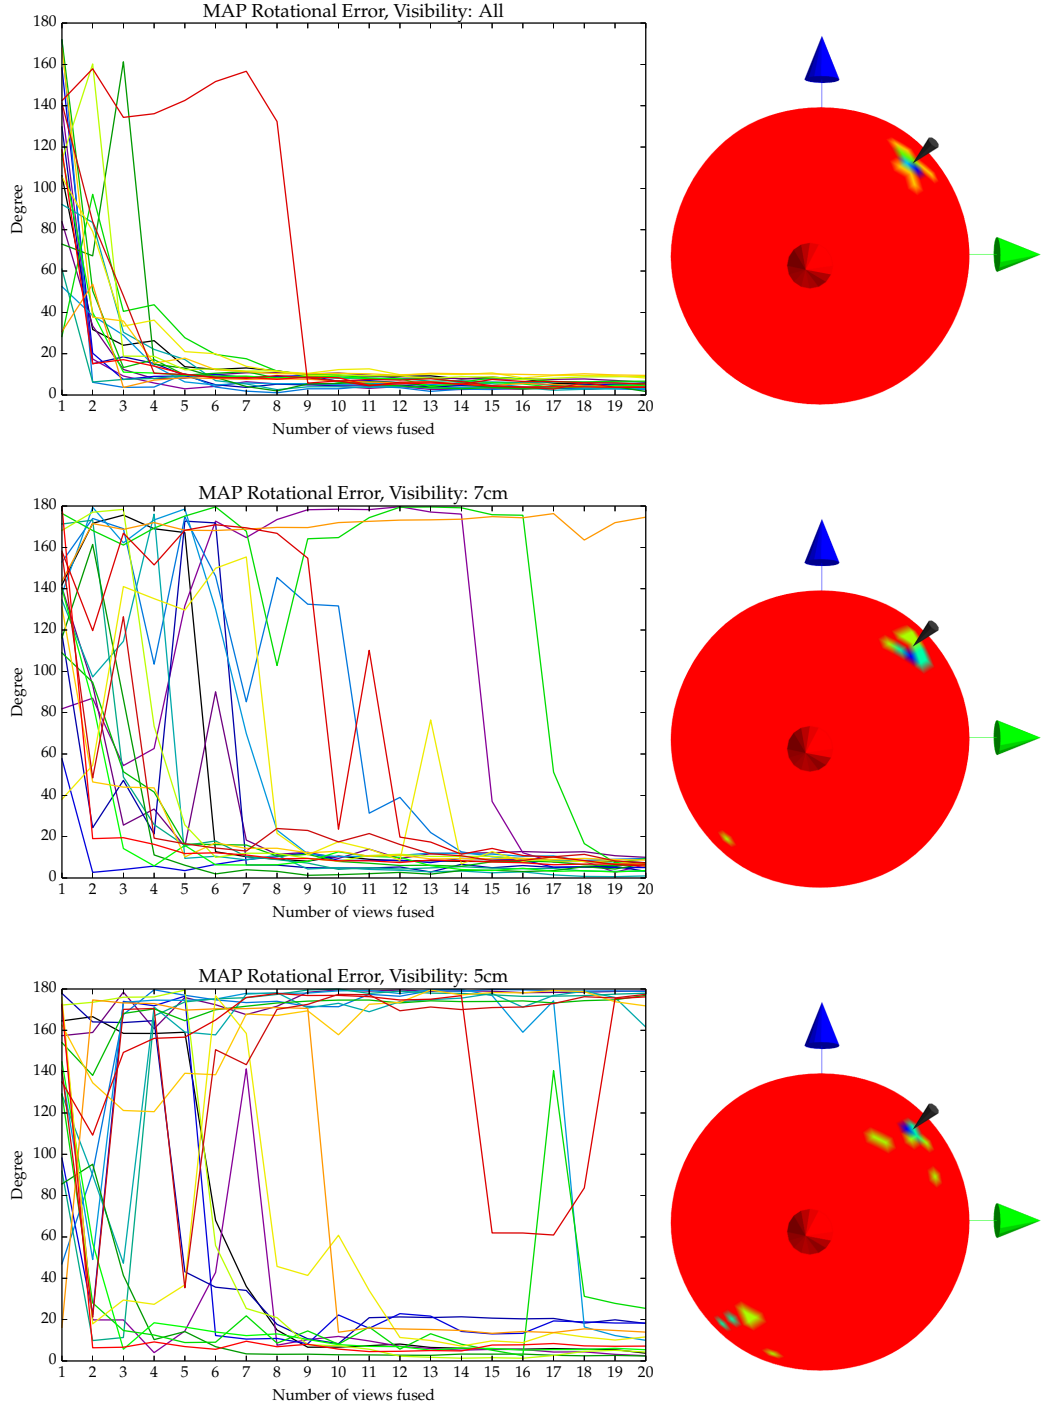 MAP Rotational Error, Visibility: All
180
160
140
120
100
80
60
40
20
0
Degree
1 2 3 4 5 6 7 8 9 10 11 12 13 14 15 16 17 18 19 20
Number of views fused
MAP Rotational Error, Visibility: 7cm
180
160
140
120
100
80
60
40
20
0
Degree
1 2 3 4 5 6 7 8 9 10 11 12 13 14 15 16 17 18 19 20
Number of views fused
MAP Rotational Error, Visibility: 5cm
180
160
140
120
100
80
60
40
20
0
Degree
1 2 3 4 5 6 7 8 9 10 11 12 13 14 15 16 17 18 19 20
Number of views fused